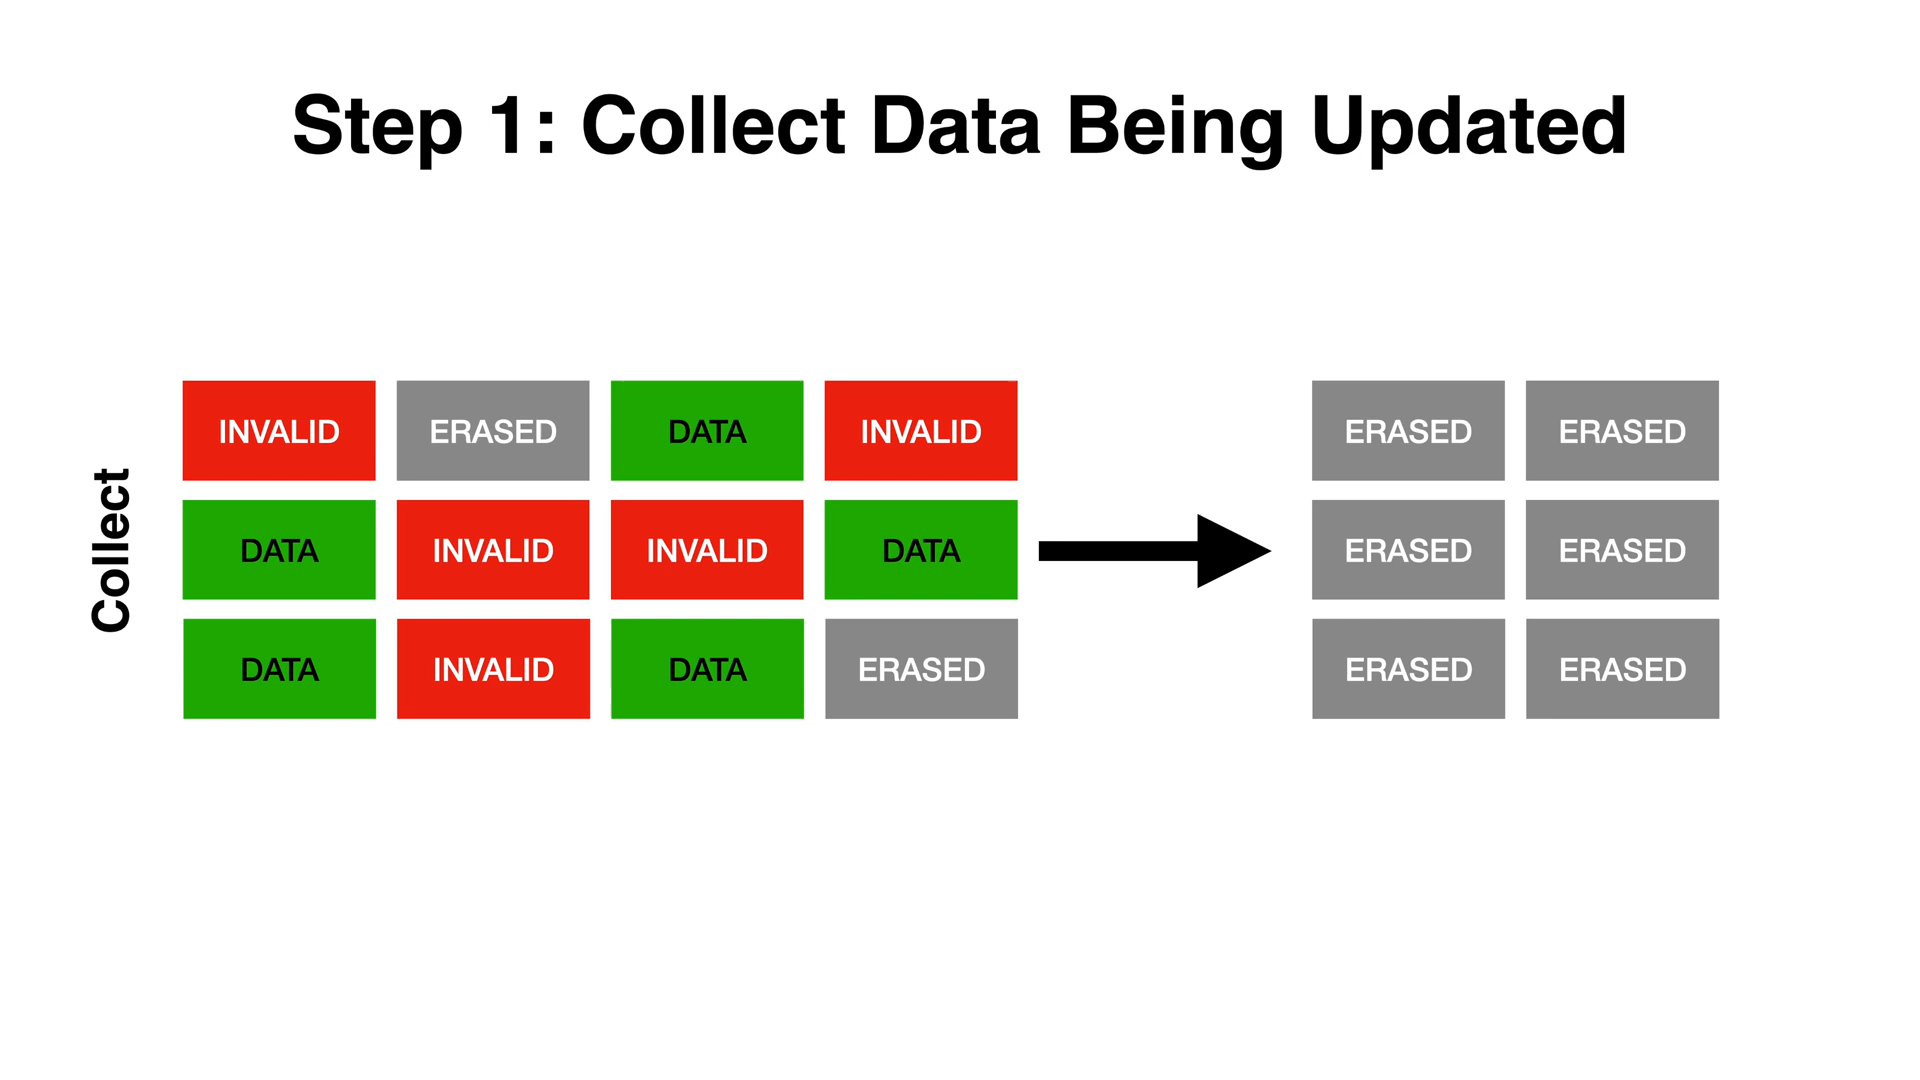 Step 1: Collect Data Being Updated
Collect
INVALID ERASED DATA INVALID ERASED ERASED
DATA INVALID INVALID DATA ERASED ERASED
DATA INVALID DATA ERASED ERASED ERASED